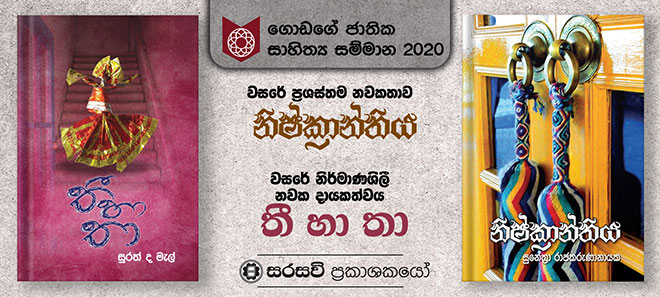 ගොඩගේ ජාතික
සාහිත්‍ය සම්මාන 2020
වසරේ ප්‍රශස්තම නවකතාව
නිෂ්ක්‍රාන්තිය
වසරේ නිර්මාණශිලී
නවක දායකත්වය
තී හා තා
සරසවි ප්‍රකාශකයෝ
තී හා තා
සුරත් ද මැල්
නිෂ්ක්‍රාන්තිය
සුනේත්‍රා රාජකරුණානායක